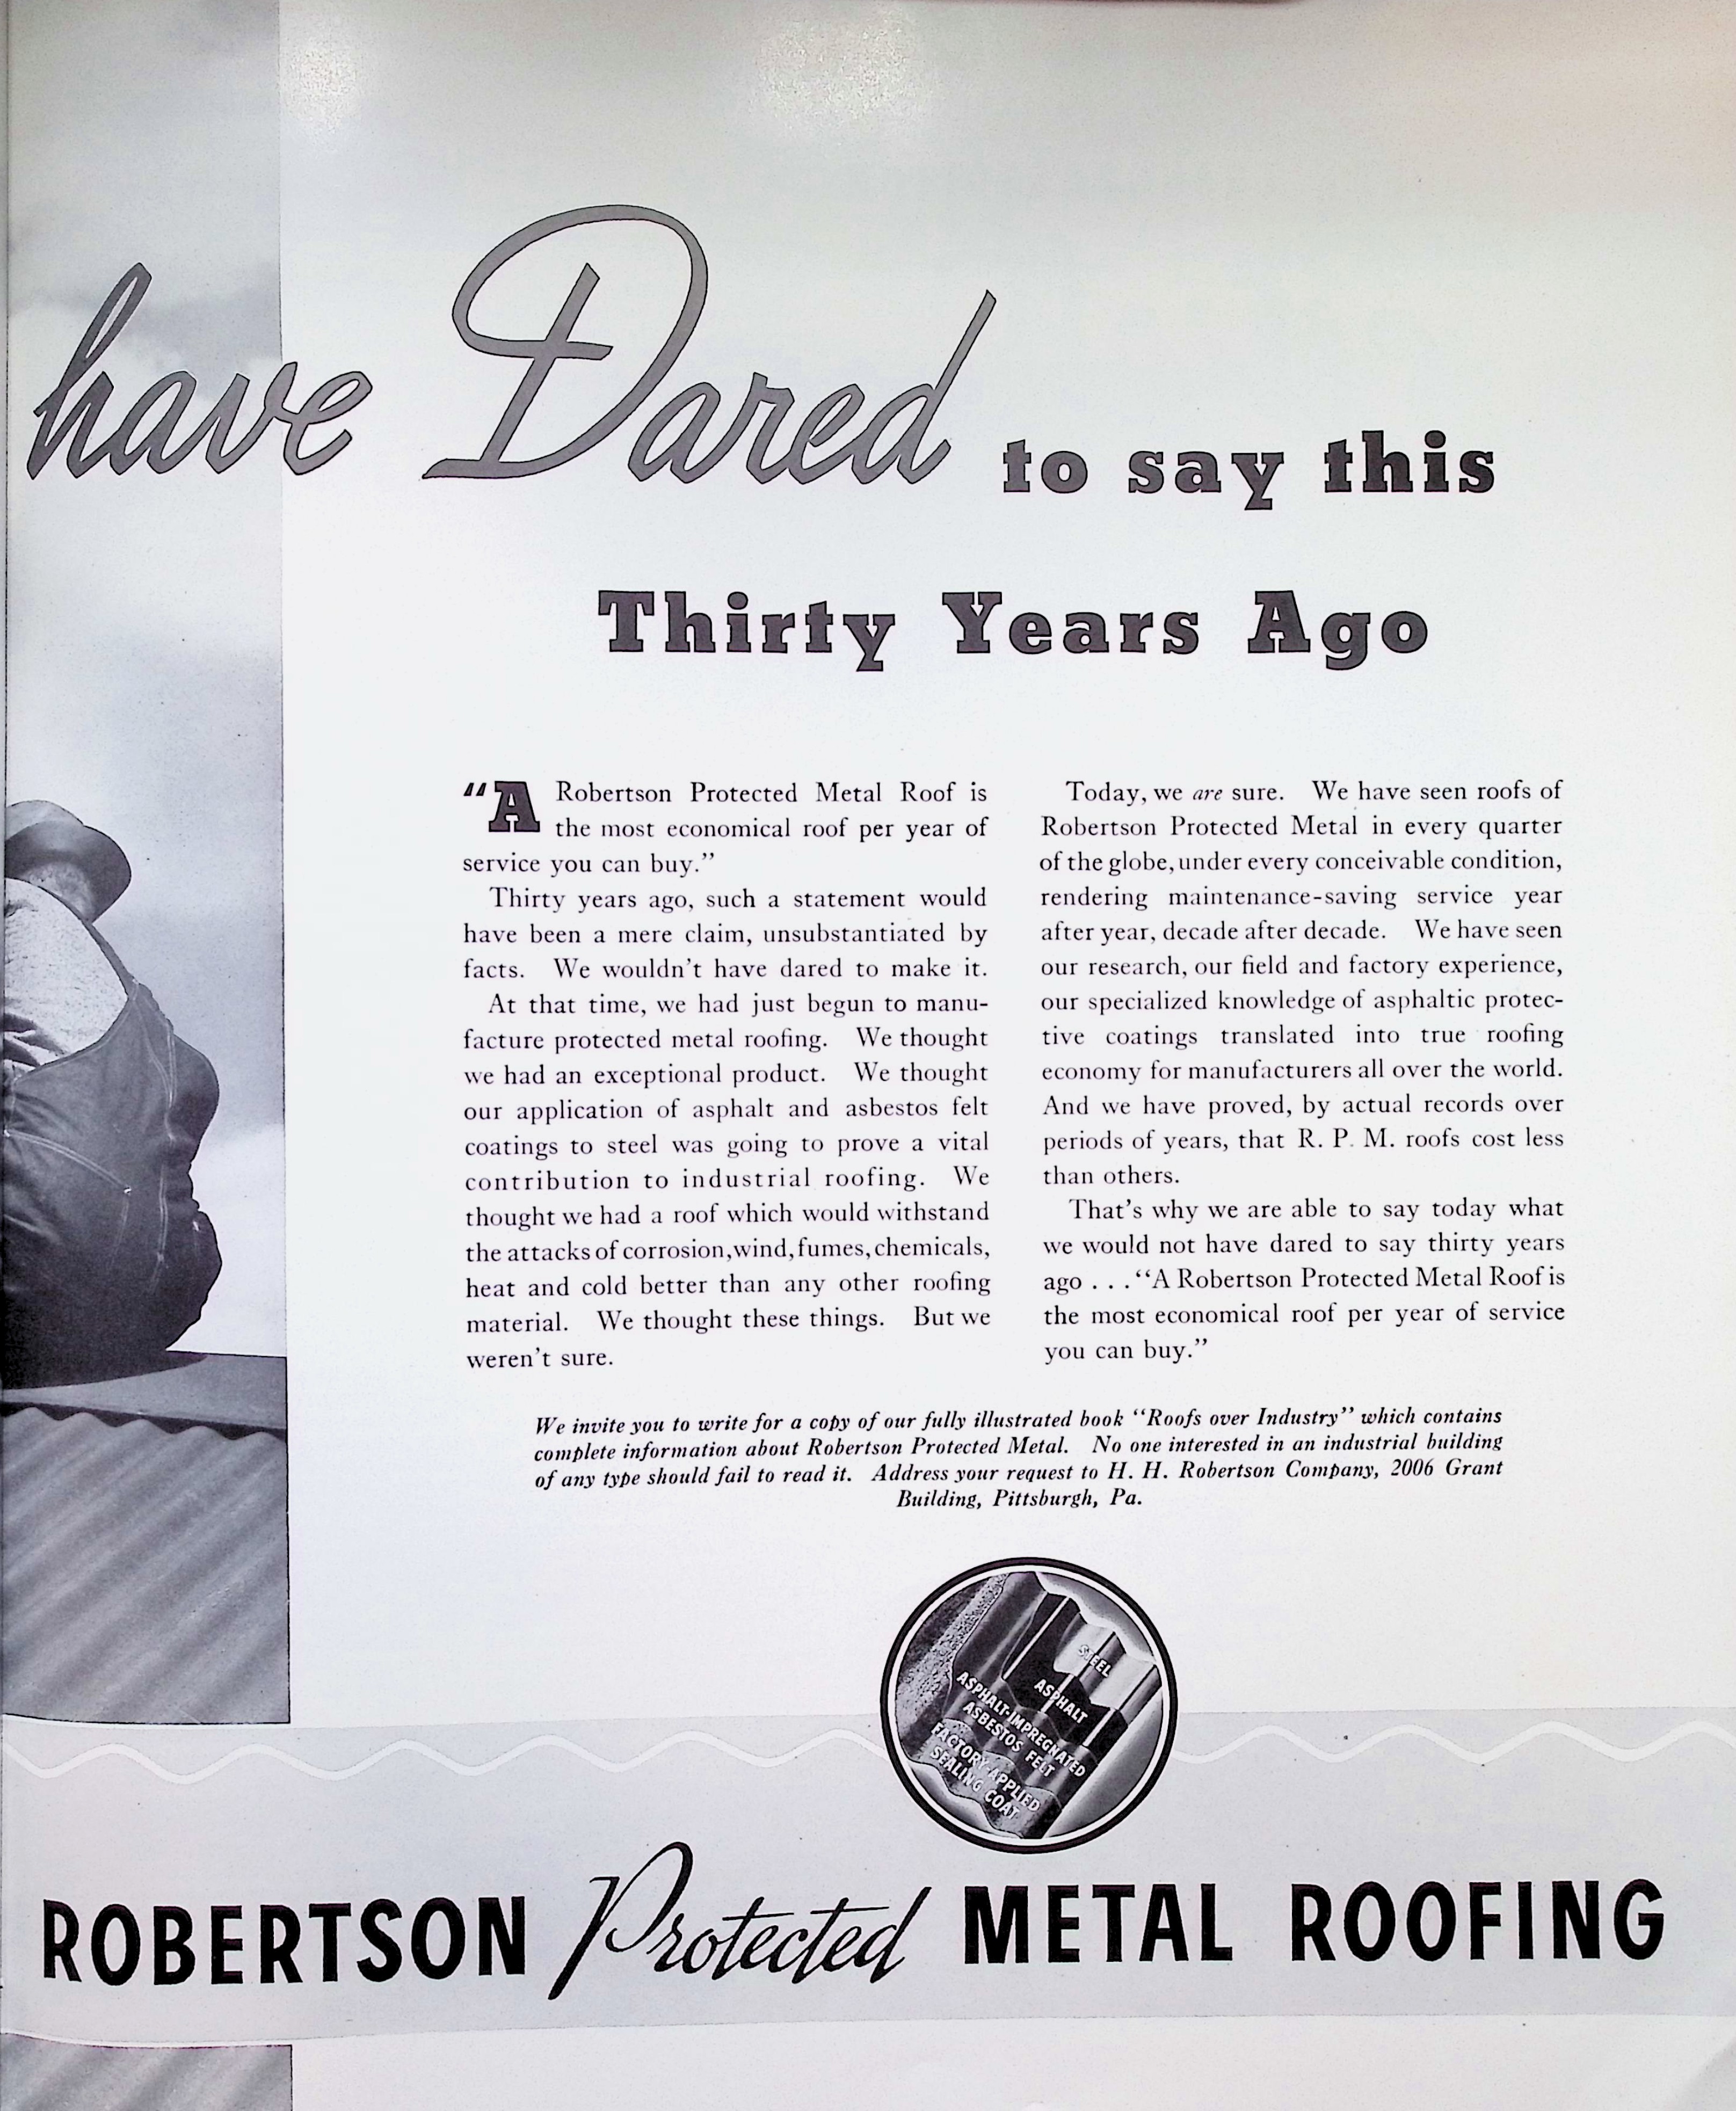 have Dared to say this
Thirty Years Ago
“A Robertson Protected Metal Roof is
the most economical roof per year of
service you can buy.”
Thirty years ago, such a statement would
have been a mere claim, unsubstantiated by
facts. We wouldn't have dared to make it.
At that time, we had just begun to manu-
facture protected metal roofing. We thought
we had an exceptional product. We thought
our application of asphalt and asbestos felt
coatings to steel was going to prove a vital
contribution to industrial roofing. We
thought we had a roof which would withstand
the attacks of corrosion, wind, fumes, chemicals,
heat and cold better than any other roofing
material. We thought these things. But we
weren't sure.
Today, we are sure. We have seen roofs of
Robertson Protected Metal in every quarter
of the globe, under every conceivable condition,
rendering maintenance-saving service year
after year, decade after decade. We have seen
our research, our field and factory experience,
our specialized knowledge of asphaltic protec-
tive coatings translated into true roofing
economy for manufacturers all over the world.
And we have proved, by actual records over
periods of years, that R. P. M. roofs cost less
than others.
That's why we are able to say today what
we would not have dared to say thirty years
ago . . . “A Robertson Protected Metal Roof is
the most economical roof per year of service
you can buy.”
We invite you to write for a copy of our fully illustrated book “Roofs over Industry” which contains
complete information about Robertson Protected Metal. No one interested in an industrial building
of any type should fail to read it. Address your request to H. H. Robertson Company, 2006 Grant
Building, Pittsburgh, Pa.
STEEL
ASPHALT
ASPHALT-IMPREGNATED
ASBESTOS FELT
FACTORY-APPLIED
SEALING COAT
ROBERTSON Protected METAL ROOFING